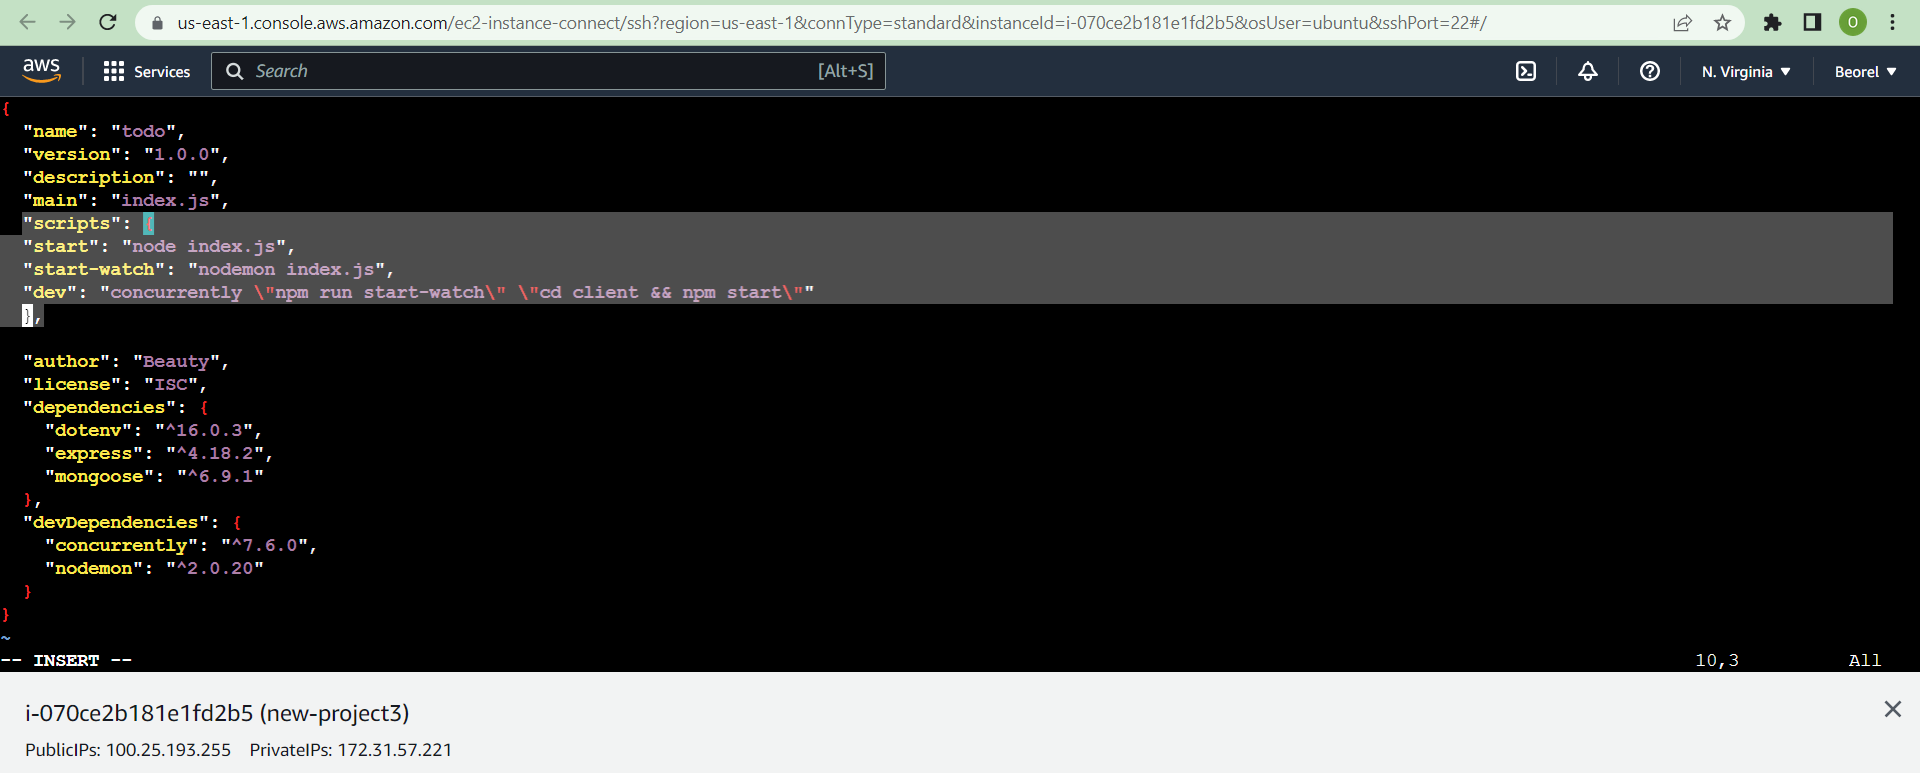 us-east-1.console.aws.amazon.com/ec2-instance-connect/ssh?region=us-east-1&connType=standard&instanceId=i-070ce2b181e1fd2b5&osUser=ubuntu&sshPort=22#/
O
aws Services Search [Alt+S] N. Virginia ▼ Beorel ▼
{
  "name": "todo",
  "version": "1.0.0",
  "description": "",
  "main": "index.js",
  "scripts": {
  "start": "node index.js",
  "start-watch": "nodemon index.js",
  "dev": "concurrently \"npm run start-watch\" \"cd client && npm start\""
  },
  "author": "Beauty",
  "license": "ISC",
  "dependencies": {
    "dotenv": "^16.0.3",
    "express": "^4.18.2",
    "mongoose": "^6.9.1"
  },
  "devDependencies": {
    "concurrently": "^7.6.0",
    "nodemon": "^2.0.20"
  }
}
~
-- INSERT -- 10,3 All
i-070ce2b181e1fd2b5 (new-project3)
PublicIPs: 100.25.193.255 PrivateIPs: 172.31.57.221